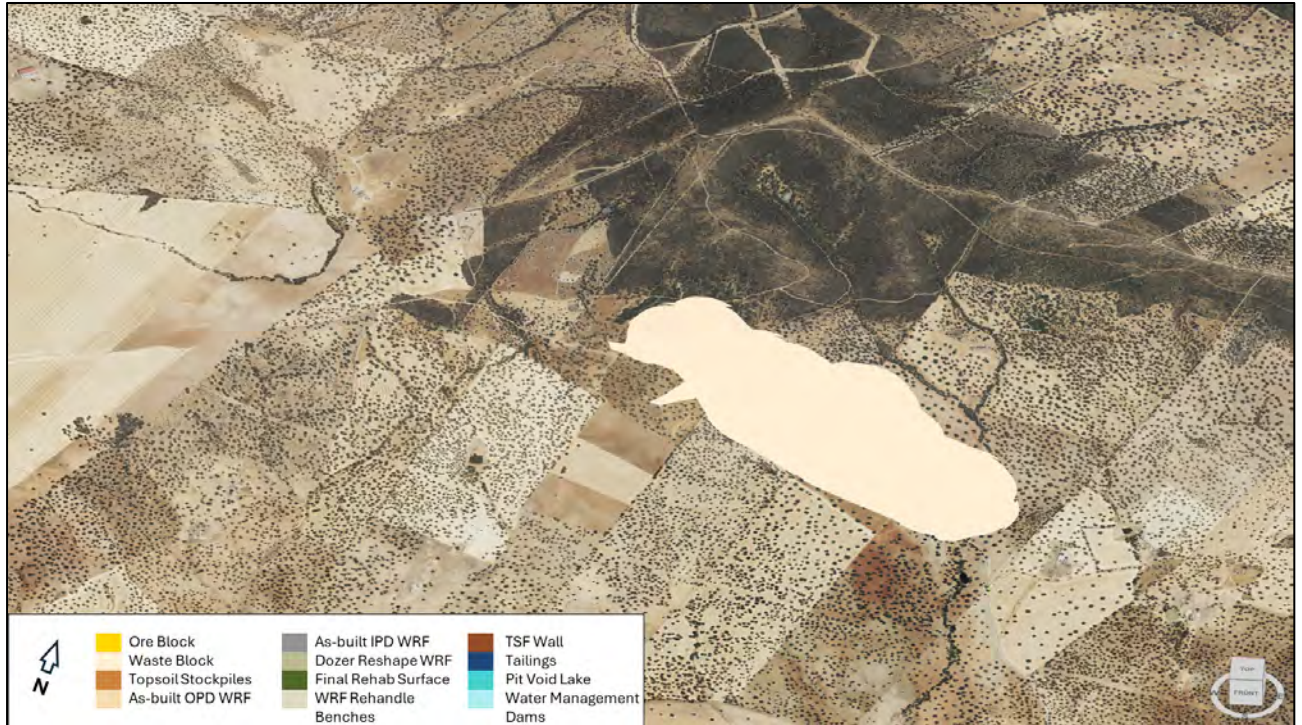 N
Ore Block
Waste Block
Topsoil Stockpiles
As-built OPD WRF
As-built IPD WRF
Dozer Reshape WRF
Final Rehab Surface
WRF Rehandle
Benches
TSF Wall
Tailings
Pit Void Lake
Water Management
Dams
TOP
FRONT